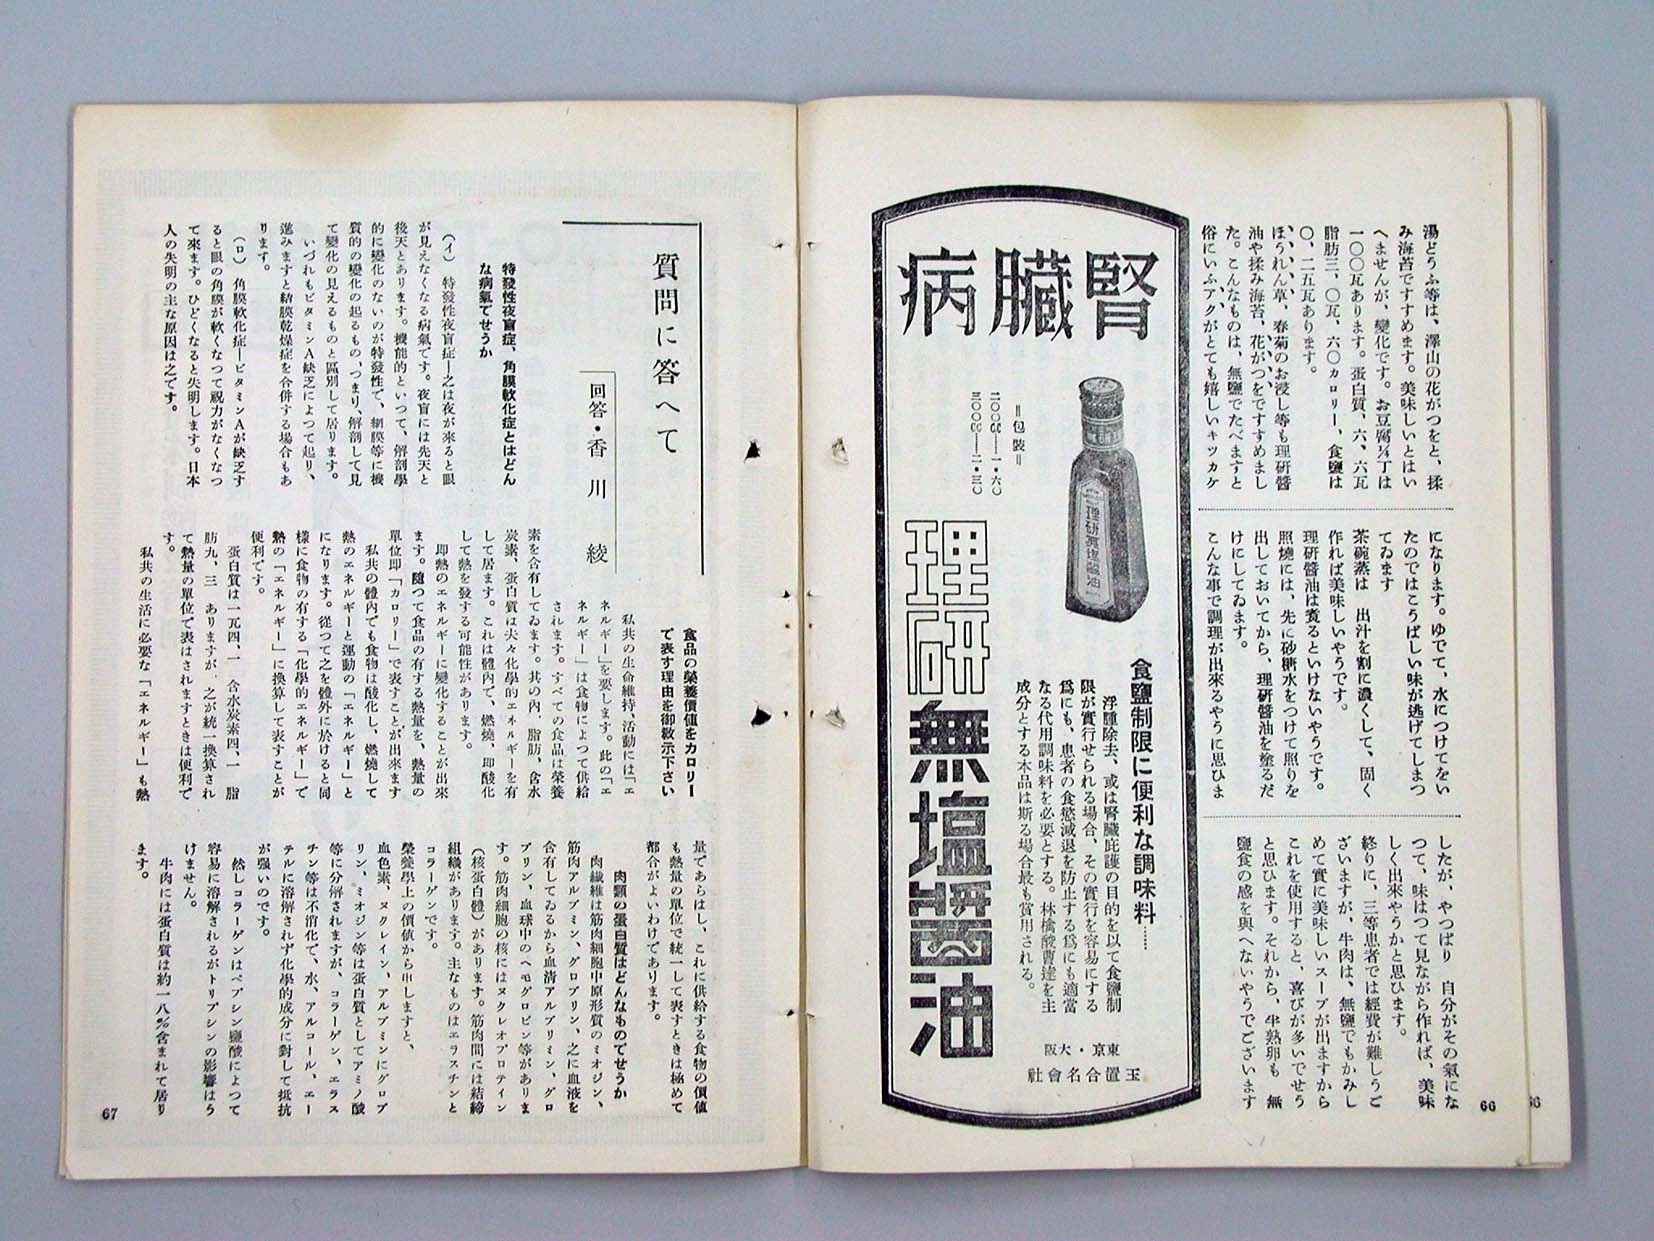 湯どうふ等は、澤山の花がつをと、揉
み海苔ですすめます。美味しいとはい
へませんが、變化です。お豆腐¼丁は
一〇〇瓦あります。蛋白質、六、六瓦
脂肪三、〇瓦、六〇カロリー、食鹽は
〇、二五瓦あります。
ほうれん草、春菊のお浸し等も理研醬
油や揉み海苔、花がつをですすめまし
た。こんなものは、無鹽でたべますと
俗にいふアクがとても嬉しいキツカケ
になります。ゆでて、水につけてをい
たのではこうばしい味が逃げてしまつ
てゐます
茶碗蒸は　出汁を割に濃くして、固く
作れば美味しいやうです。
理研醬油は煮るといけないやうです。
照燒には、先に砂糖水をつけて照りを
出しておいてから、理研醬油を塗るだ
けにしてゐます。
こんな事で調理が出來るやうに思ひま
したが、やつぱり　自分がその氣にな
つて、味はつて見ながら作れば、美味
しく出來やうかと思ひます。
終りに、三等患者では經費が難しうご
ざいますが、牛肉は、無鹽でもかみし
めて實に美味しいスープが出ますから
これを使用すると、喜びが多いでせう
と思ひます。それから、半熟卵も　無
鹽食の感を與へないやうでございます
66
腎臓病
＝包裝＝
二〇〇cc—一・六〇
三〇〇cc—二・三〇
理研無塩醬油
理研無塩醬油
食鹽制限に便利な調味料……
浮腫除去、或は腎臓庇護の目的を以て食鹽制
限が實行せられる場合、その實行を容易にする
爲にも、患者の食慾減退を防止する爲にも適當
なる代用調味料を必要とする。林檎酸曹達を主
成分とする本品は斯る場合最も賞用される。
東京・大阪
玉置合名會社
質問に答へて
回答・香川　綾
特發性夜盲症、角膜軟化症とはどん
な病氣でせうか
（イ）　特發性夜盲症—之は夜が來ると眼
が見えなくなる病氣です。夜盲には先天と
後天とあります。機能的といつて、解剖學
的に變化のないのが特發性で、網膜等に機
質的の變化の起るもの、つまり、解剖して見
て變化の見えるものと區別して居ります。
いづれもビタミンA缺乏によつて起り、
進みますと結膜乾燥症を合併する場合もあ
ります。
（ロ）　角膜軟化症—ビタミンAが缺乏す
ると眼の角膜が軟くなつて視力がなくなつ
て來ます。ひどくなると失明します。日本
人の失明の主な原因は之です。
食品の榮養價値をカロリー
で表す理由を御敎示下さい
私共の生命維持、活動には「エ
ネルギー」を要します。此の「エ
ネルギー」は食物によつて供給
されます。すべての食品は榮養
素を含有してゐます。其の內、脂肪、含水
炭素、蛋白質は夫々化學的エネルギーを有
して居ます。これは體內で、燃燒、卽酸化
して熱を發する可能性があります。
卽熱のエネルギーに變化することが出來
ます。隨つて食品の有する熱量を、熱量の
單位卽「カロリー」で表すことが出來ます
私共の體內でも食物は酸化し、燃燒して
熱のエネルギーと運動の「エネルギー」と
になります。從つて之を體外に於けると同
樣に食物の有する「化學的エネルギー」で
熱の「エネルギー」に換算して表すことが
便利です。
蛋白質は一瓦四、一　含水炭素四、一　脂
肪九、三　ありますが、之が統一換算され
て熱量の單位で表はされますときは便利で
す。
私共の生活に必要な「エネルギー」も熱
量であらはし、これに供給する食物の價値
も熱量の單位で統一して表すときは極めて
都合がよいわけであります。
肉類の蛋白質はどんなものでせうか
肉纖維は筋肉細胞中原形質のミオジン、
筋肉アルブミン、グロブリン、之に血液を
含有してゐるから血淸アルブリミン、グロ
ブリン、血球中のヘモグロビン等がありま
す。筋肉細胞の核にはヌクレオプロテイン
（核蛋白體）があります。筋肉間には結締
組織があります。主なものはエラスチンと
コラーゲンです。
榮養學上の價値から申しますと、
血色素、ヌクレイン、アルブミンにグロブ
リン、ミオジン等は蛋白質としてアミノ酸
等に分解されますが、コラーゲン、エラス
チン等は不消化で、水、アルコール、エー
テルに溶解されず化學的成分に對して抵抗
が强いのです。
然しコラーゲンはペプシン鹽酸によつて
容易に溶解されるがトリプシンの影響はう
けません。
牛肉には蛋白質は約一八％含まれて居り
ます。
67